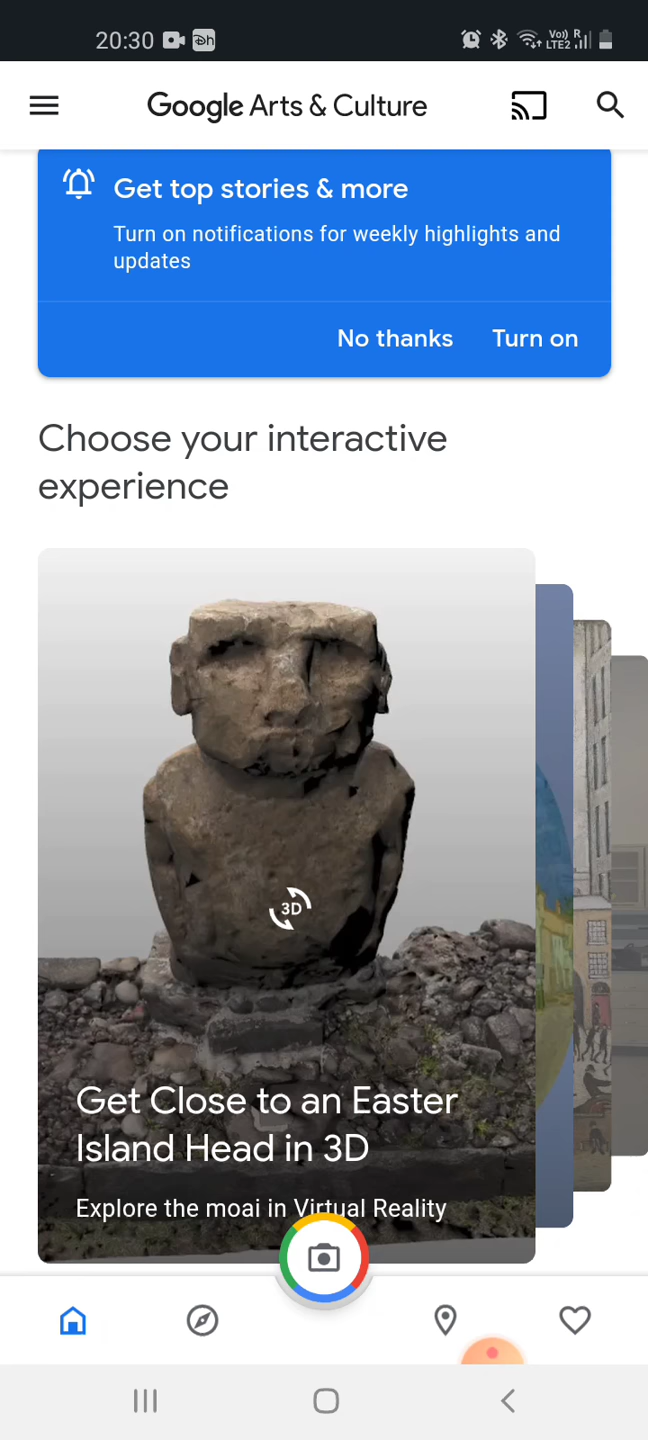 20:30
Google Arts & Culture
Get top stories & more
Turn on notifications for weekly highlights and
updates
No thanks Turn on
Choose your interactive
experience
3D
Get Close to an Easter
Island Head in 3D
Explore the moai in Virtual Reality